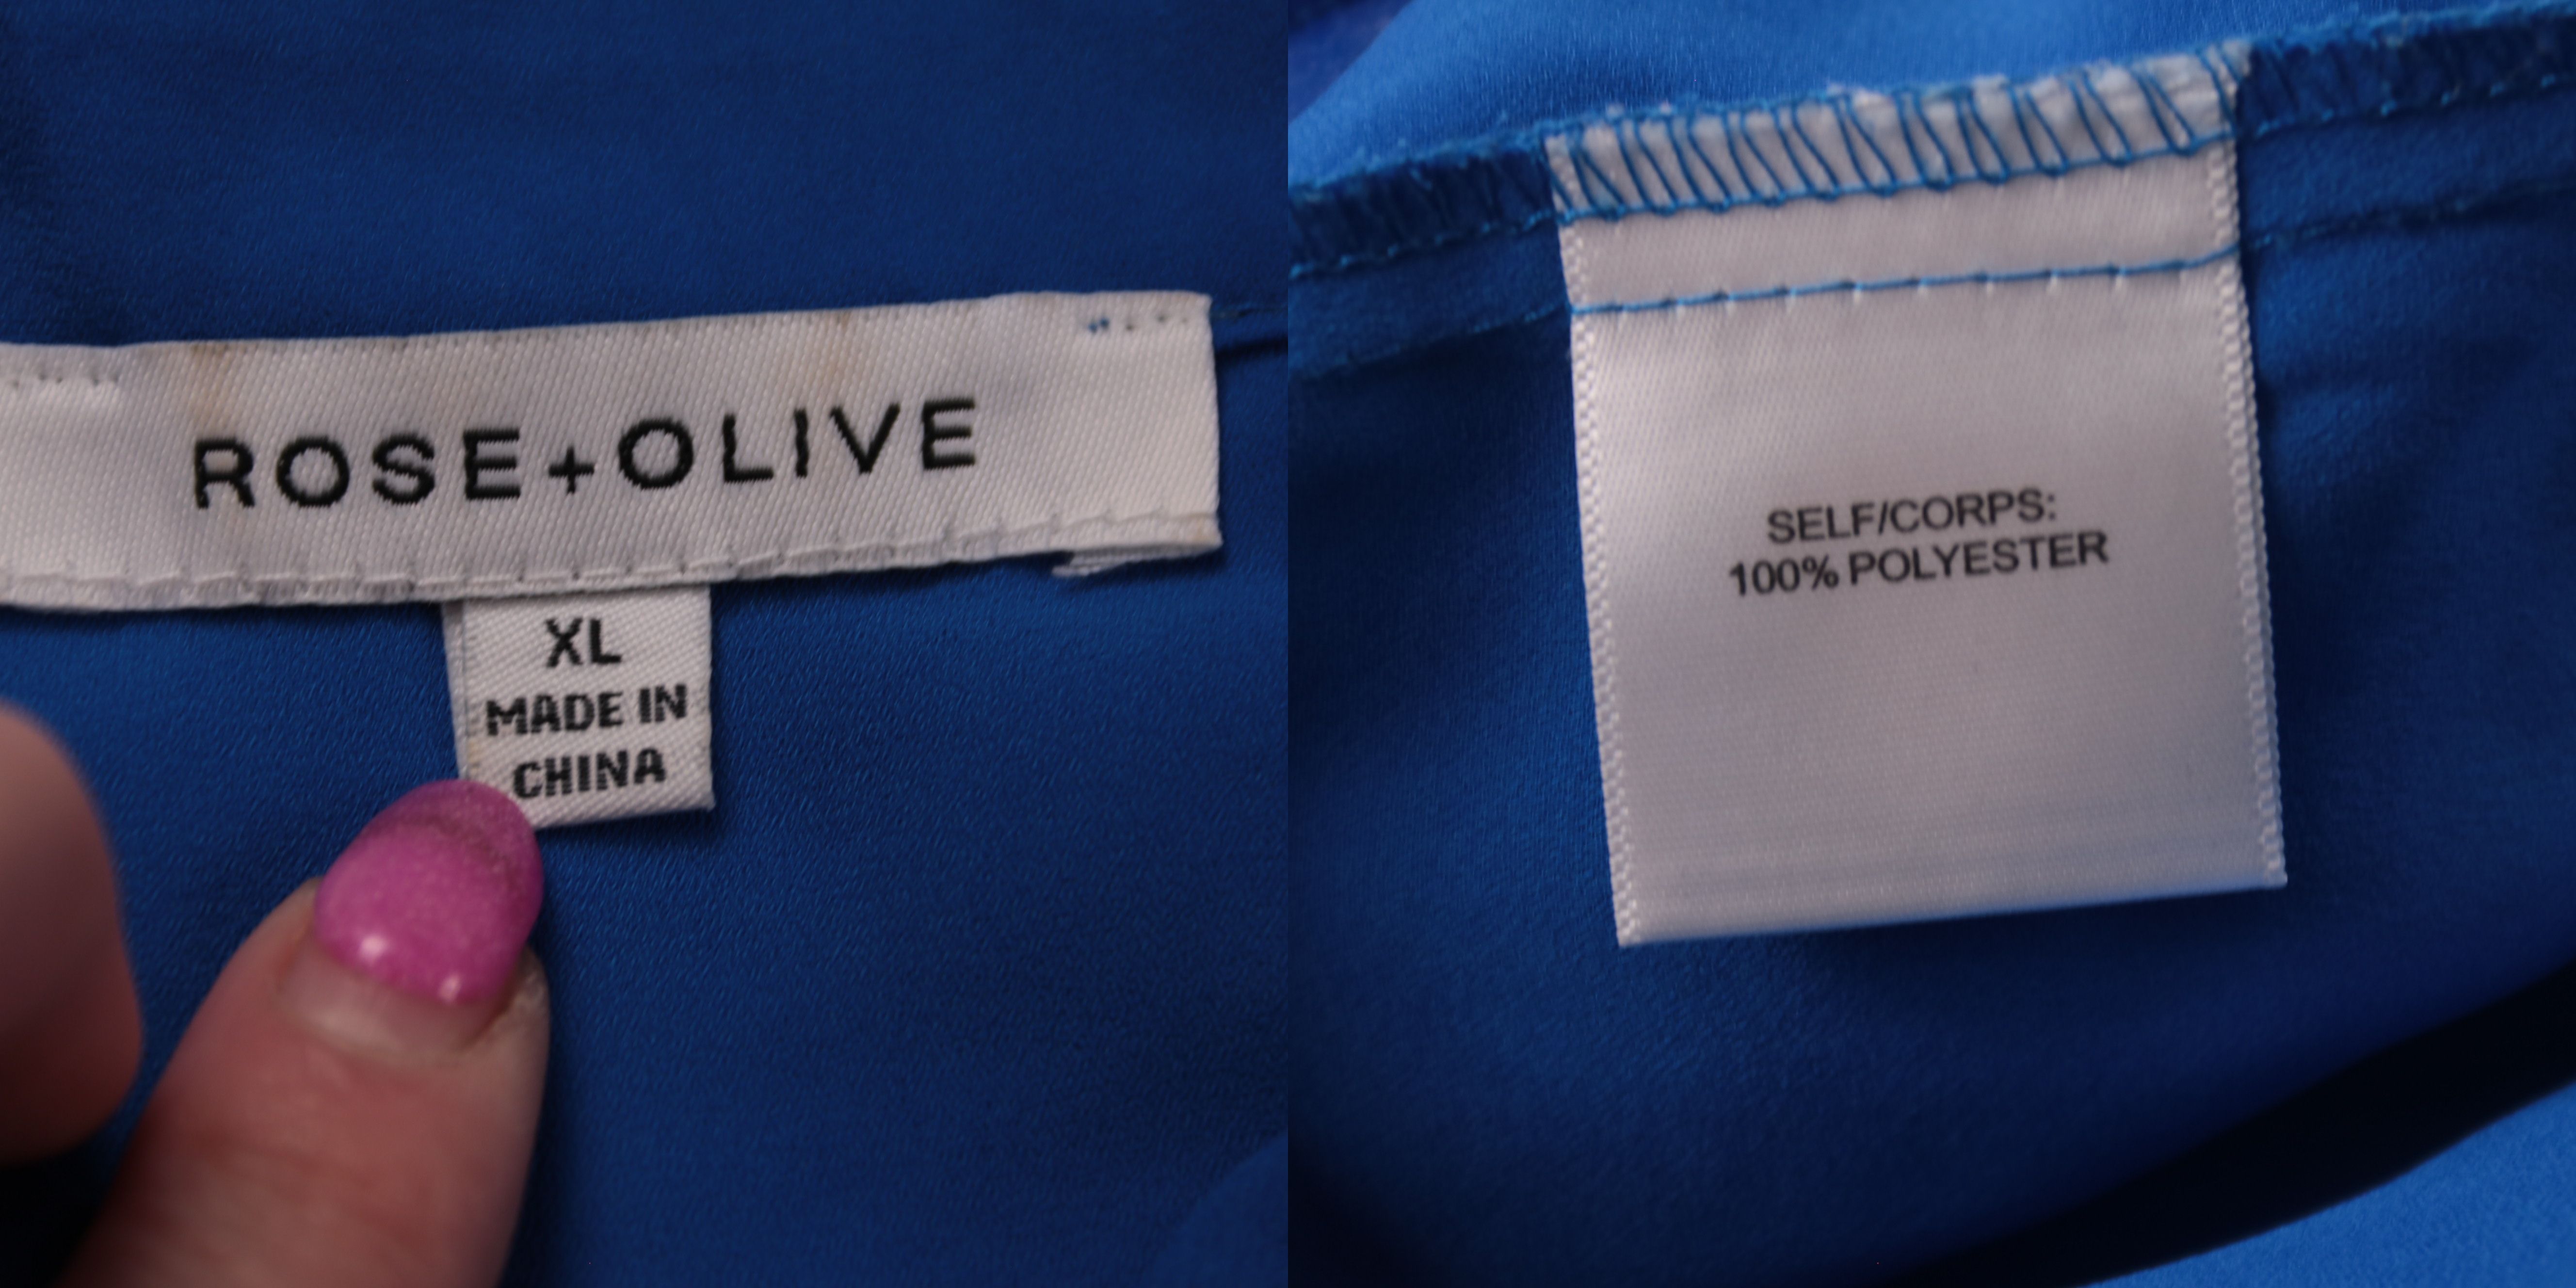 ROSE+OLIVE
XL
MADE IN
CHINA
SELF/CORPS:
100% POLYESTER